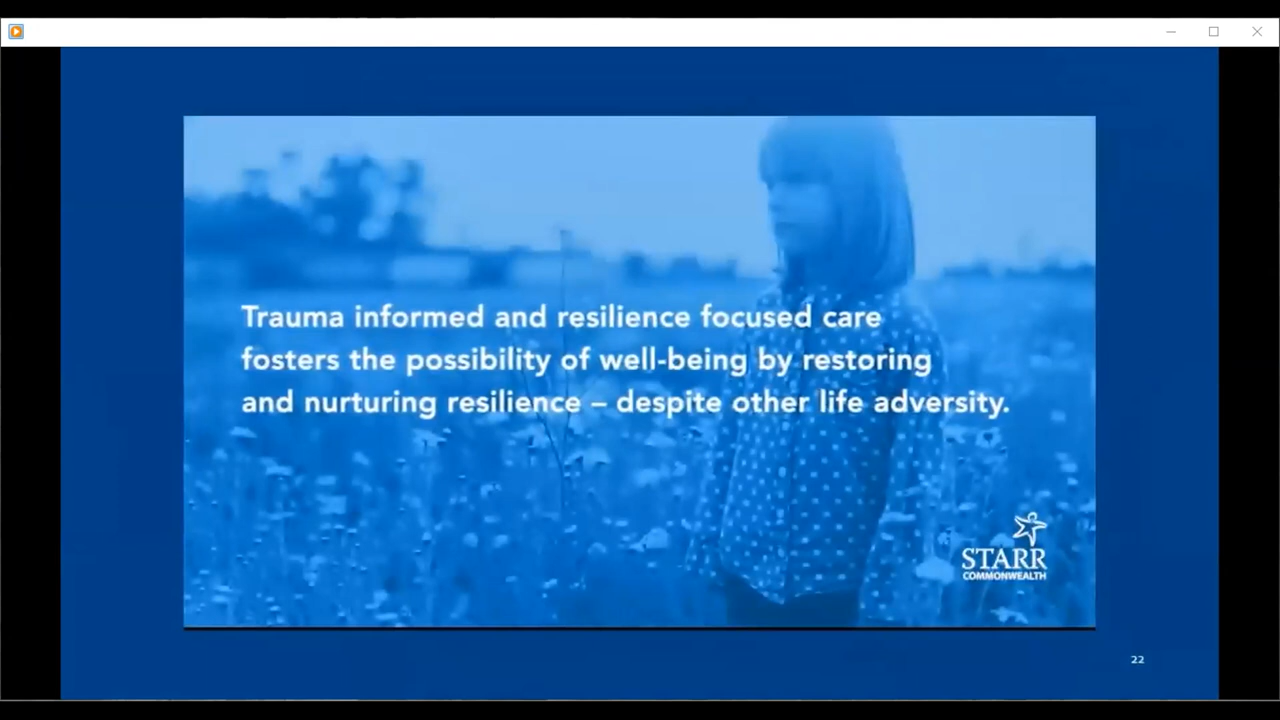 Trauma informed and resilience focused care
fosters the possibility of well-being by restoring
and nurturing resilience – despite other life adversity.
STARR
COMMONWEALTH
22